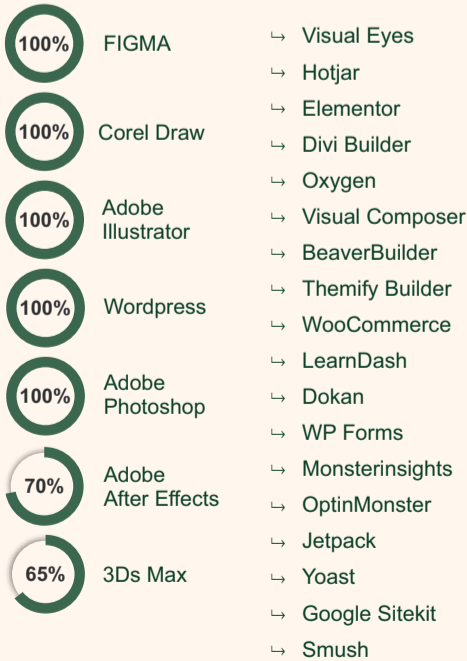 100% FIGMA
100% Corel Draw
100% Adobe
Illustrator
100% Wordpress
100% Adobe
Photoshop
70% Adobe
After Effects
65% 3Ds Max
↪ Visual Eyes
↪ Hotjar
↪ Elementor
↪ Divi Builder
↪ Oxygen
↪ Visual Composer
↪ BeaverBuilder
↪ Themify Builder
↪ WooCommerce
↪ LearnDash
↪ Dokan
↪ WP Forms
↪ Monsterinsights
↪ OptinMonster
↪ Jetpack
↪ Yoast
↪ Google Sitekit
↪ Smush